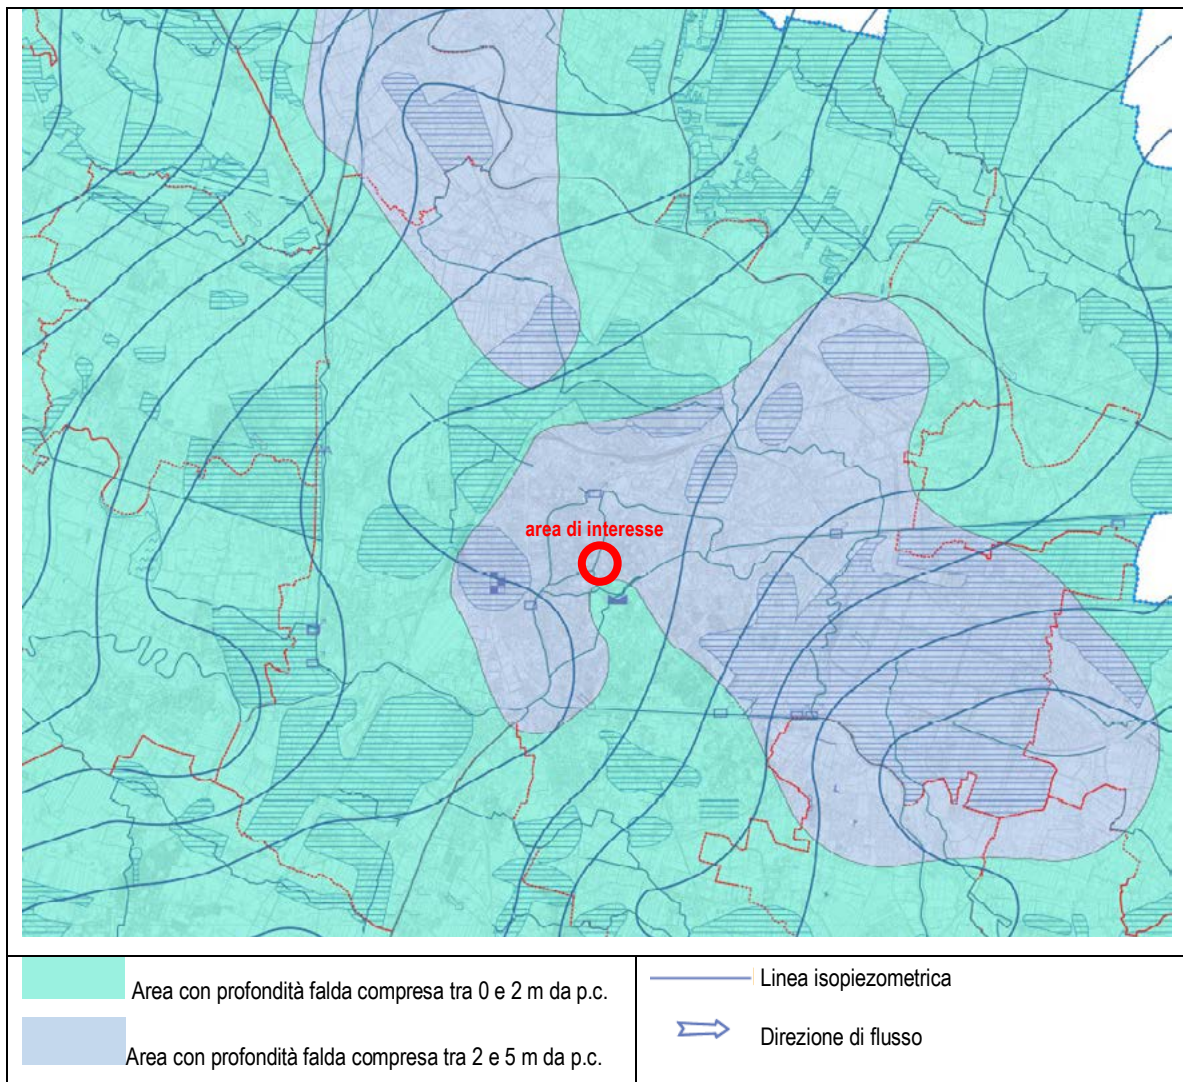 area di interesse
Area con profondità falda compresa tra 0 e 2 m da p.c.
Area con profondità falda compresa tra 2 e 5 m da p.c.
Linea isopiezometrica
Direzione di flusso